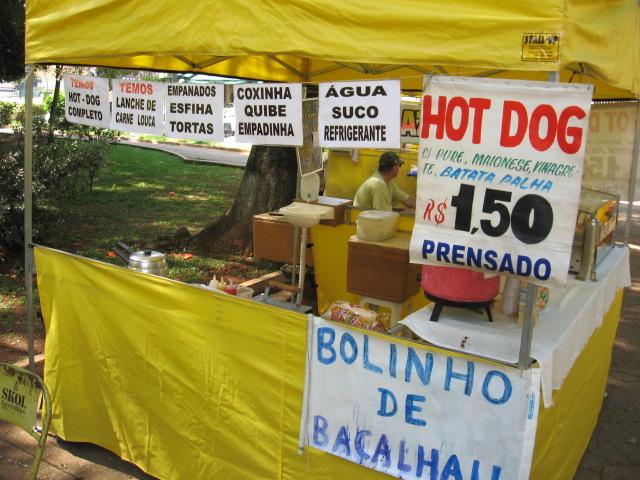 STALL-UP
TEMOS
HOT-DOG
COMPLETO
TEMOS
LANCHE DE
CARNE LOUCA
EMPANADOS
ESFIHA
TORTAS
COXINHA
QUIBE
EMPADINHA
ÁGUA
SUCO
REFRIGERANTE
HOT DOG
C/ PURE, MAIONESE, VINAGRE-
TE, BATATA PALHA
R$ 1,50
PRENSADO
BOLINHO
DE
BACALHAU
SKOL